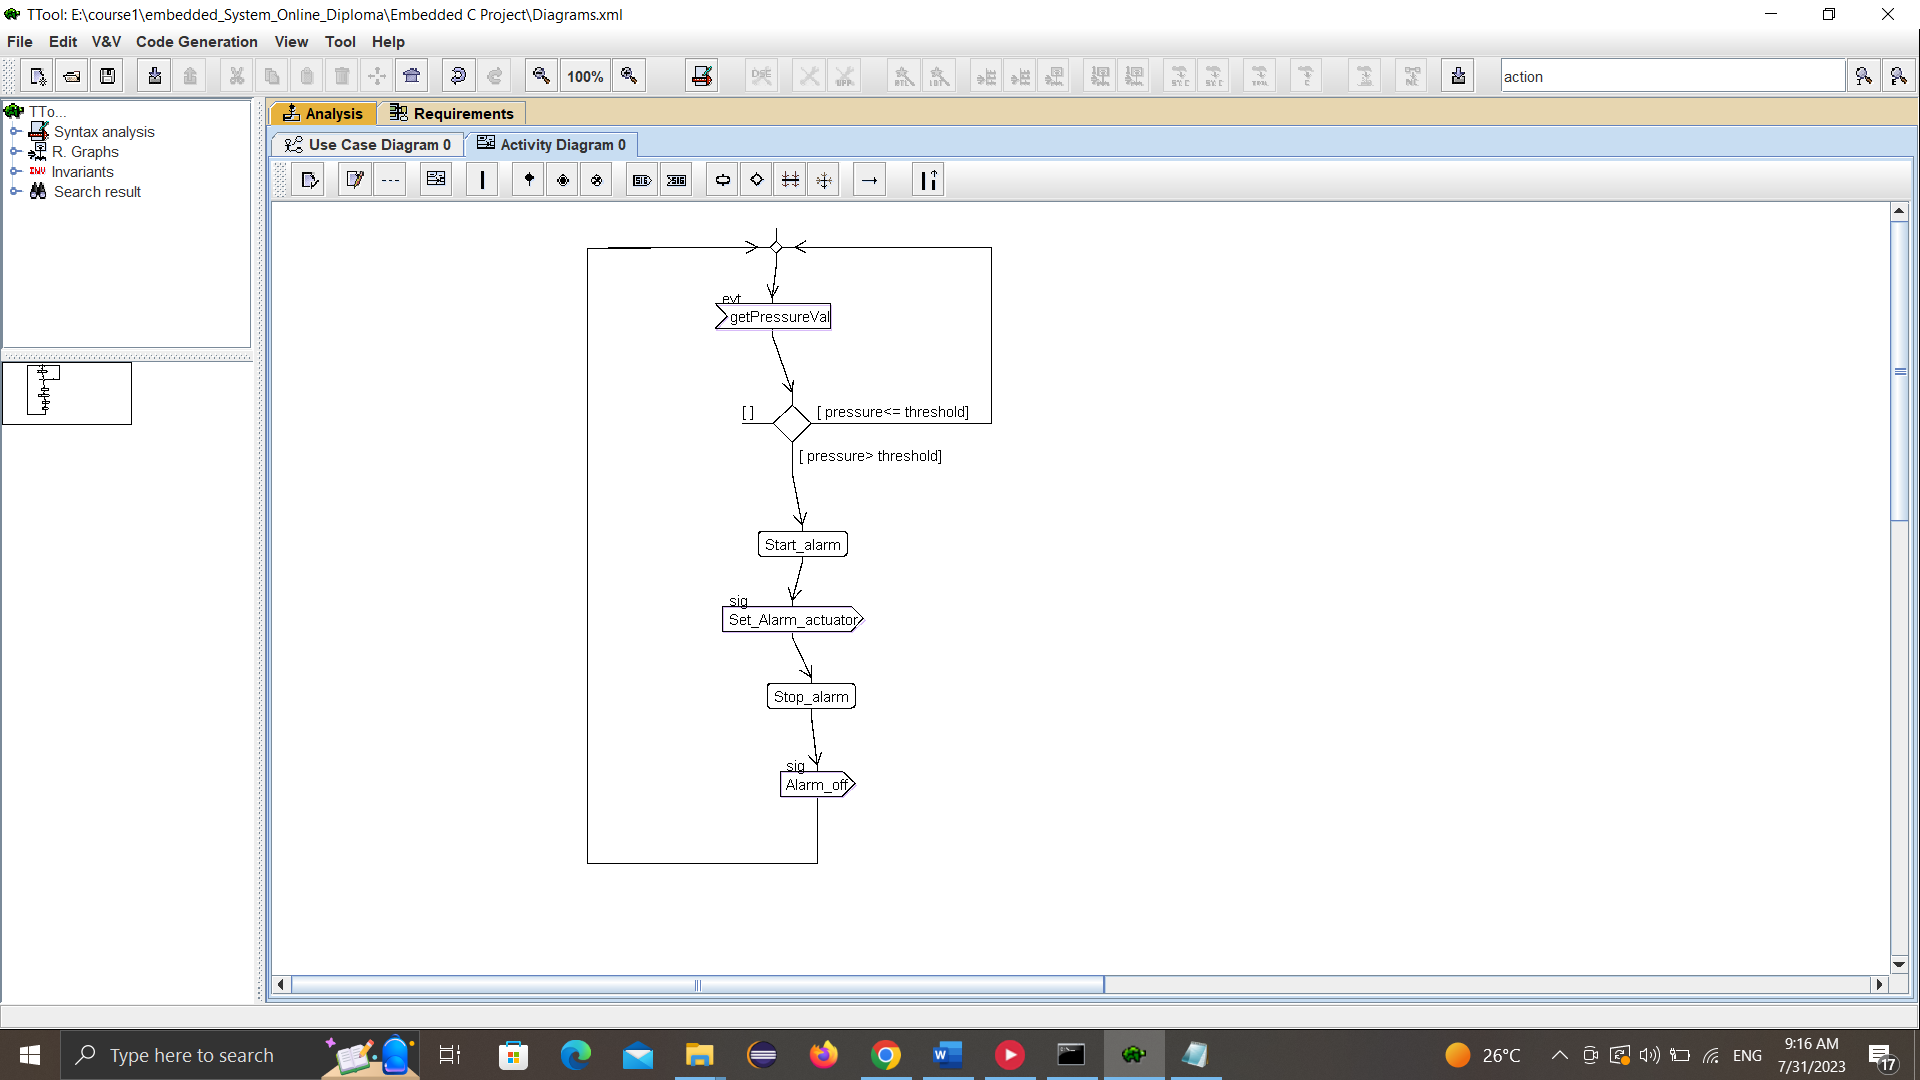 TTool: E:\course1\embedded_System_Online_Diploma\Embedded C Project\Diagrams.xml
File Edit V&V Code Generation View Tool Help
100%
action
TTo...
Syntax analysis
R. Graphs
INV Invariants
Search result
Analysis Requirements
Use Case Diagram 0 Activity Diagram 0
evt
getPressureVal
[ ] [ pressure<= threshold]
[ pressure> threshold]
Start_alarm
sig
Set_Alarm_actuator
Stop_alarm
sig
Alarm_off
Type here to search
26°C
ENG
9:16 AM
7/31/2023
17